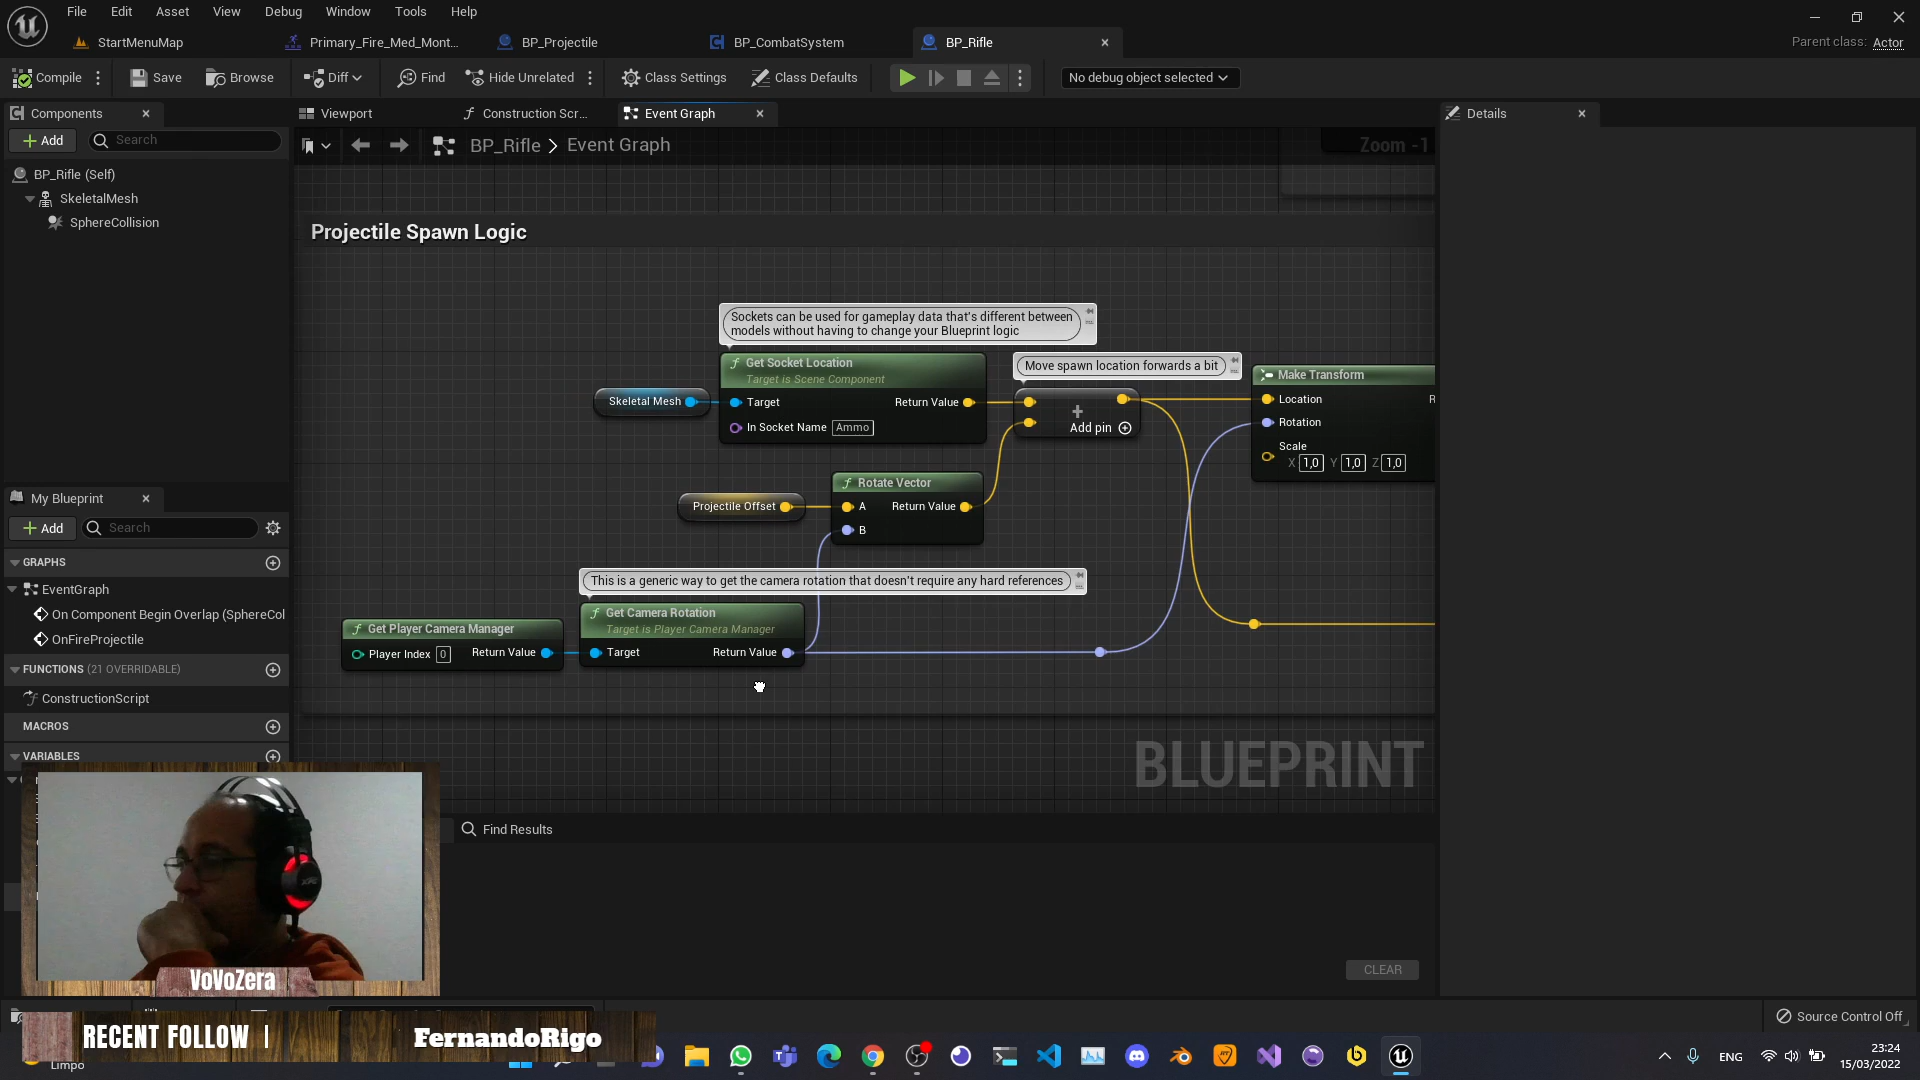 File Edit Asset View Debug Window Tools Help
StartMenuMap
Primary_Fire_Med_Mont...
BP_Projectile
BP_CombatSystem
BP_Rifle
Parent class: Actor
Compile
Save
Browse
Diff
Find
Hide Unrelated
Class Settings
Class Defaults
No debug object selected
Components
Viewport
Construction Scr...
Event Graph
Details
Add
Search
BP_Rifle > Event Graph
Zoom -1
BP_Rifle (Self)
SkeletalMesh
SphereCollision
Projectile Spawn Logic
Sockets can be used for gameplay data that's different between
models without having to change your Blueprint logic
Get Socket Location
Target is Scene Component
Skeletal Mesh
Target
Return Value
In Socket Name Ammo
Move spawn location forwards a bit
Add pin
Make Transform
Location
R
Rotation
Scale
X 1,0 Y 1,0 Z 1,0
Rotate Vector
Projectile Offset
A
Return Value
B
This is a generic way to get the camera rotation that doesn't require any hard references
Get Player Camera Manager
Player Index 0
Return Value
Get Camera Rotation
Target is Player Camera Manager
Target
Return Value
BLUEPRINT
My Blueprint
Add
Search
GRAPHS
EventGraph
On Component Begin Overlap (SphereCol
OnFireProjectile
FUNCTIONS (21 OVERRIDABLE)
ConstructionScript
MACROS
VARIABLES
Find Results
CLEAR
VoVoZera
RECENT FOLLOW |
FernandoRigo
Source Control Off
Limpo
ENG
23:24
15/03/2022